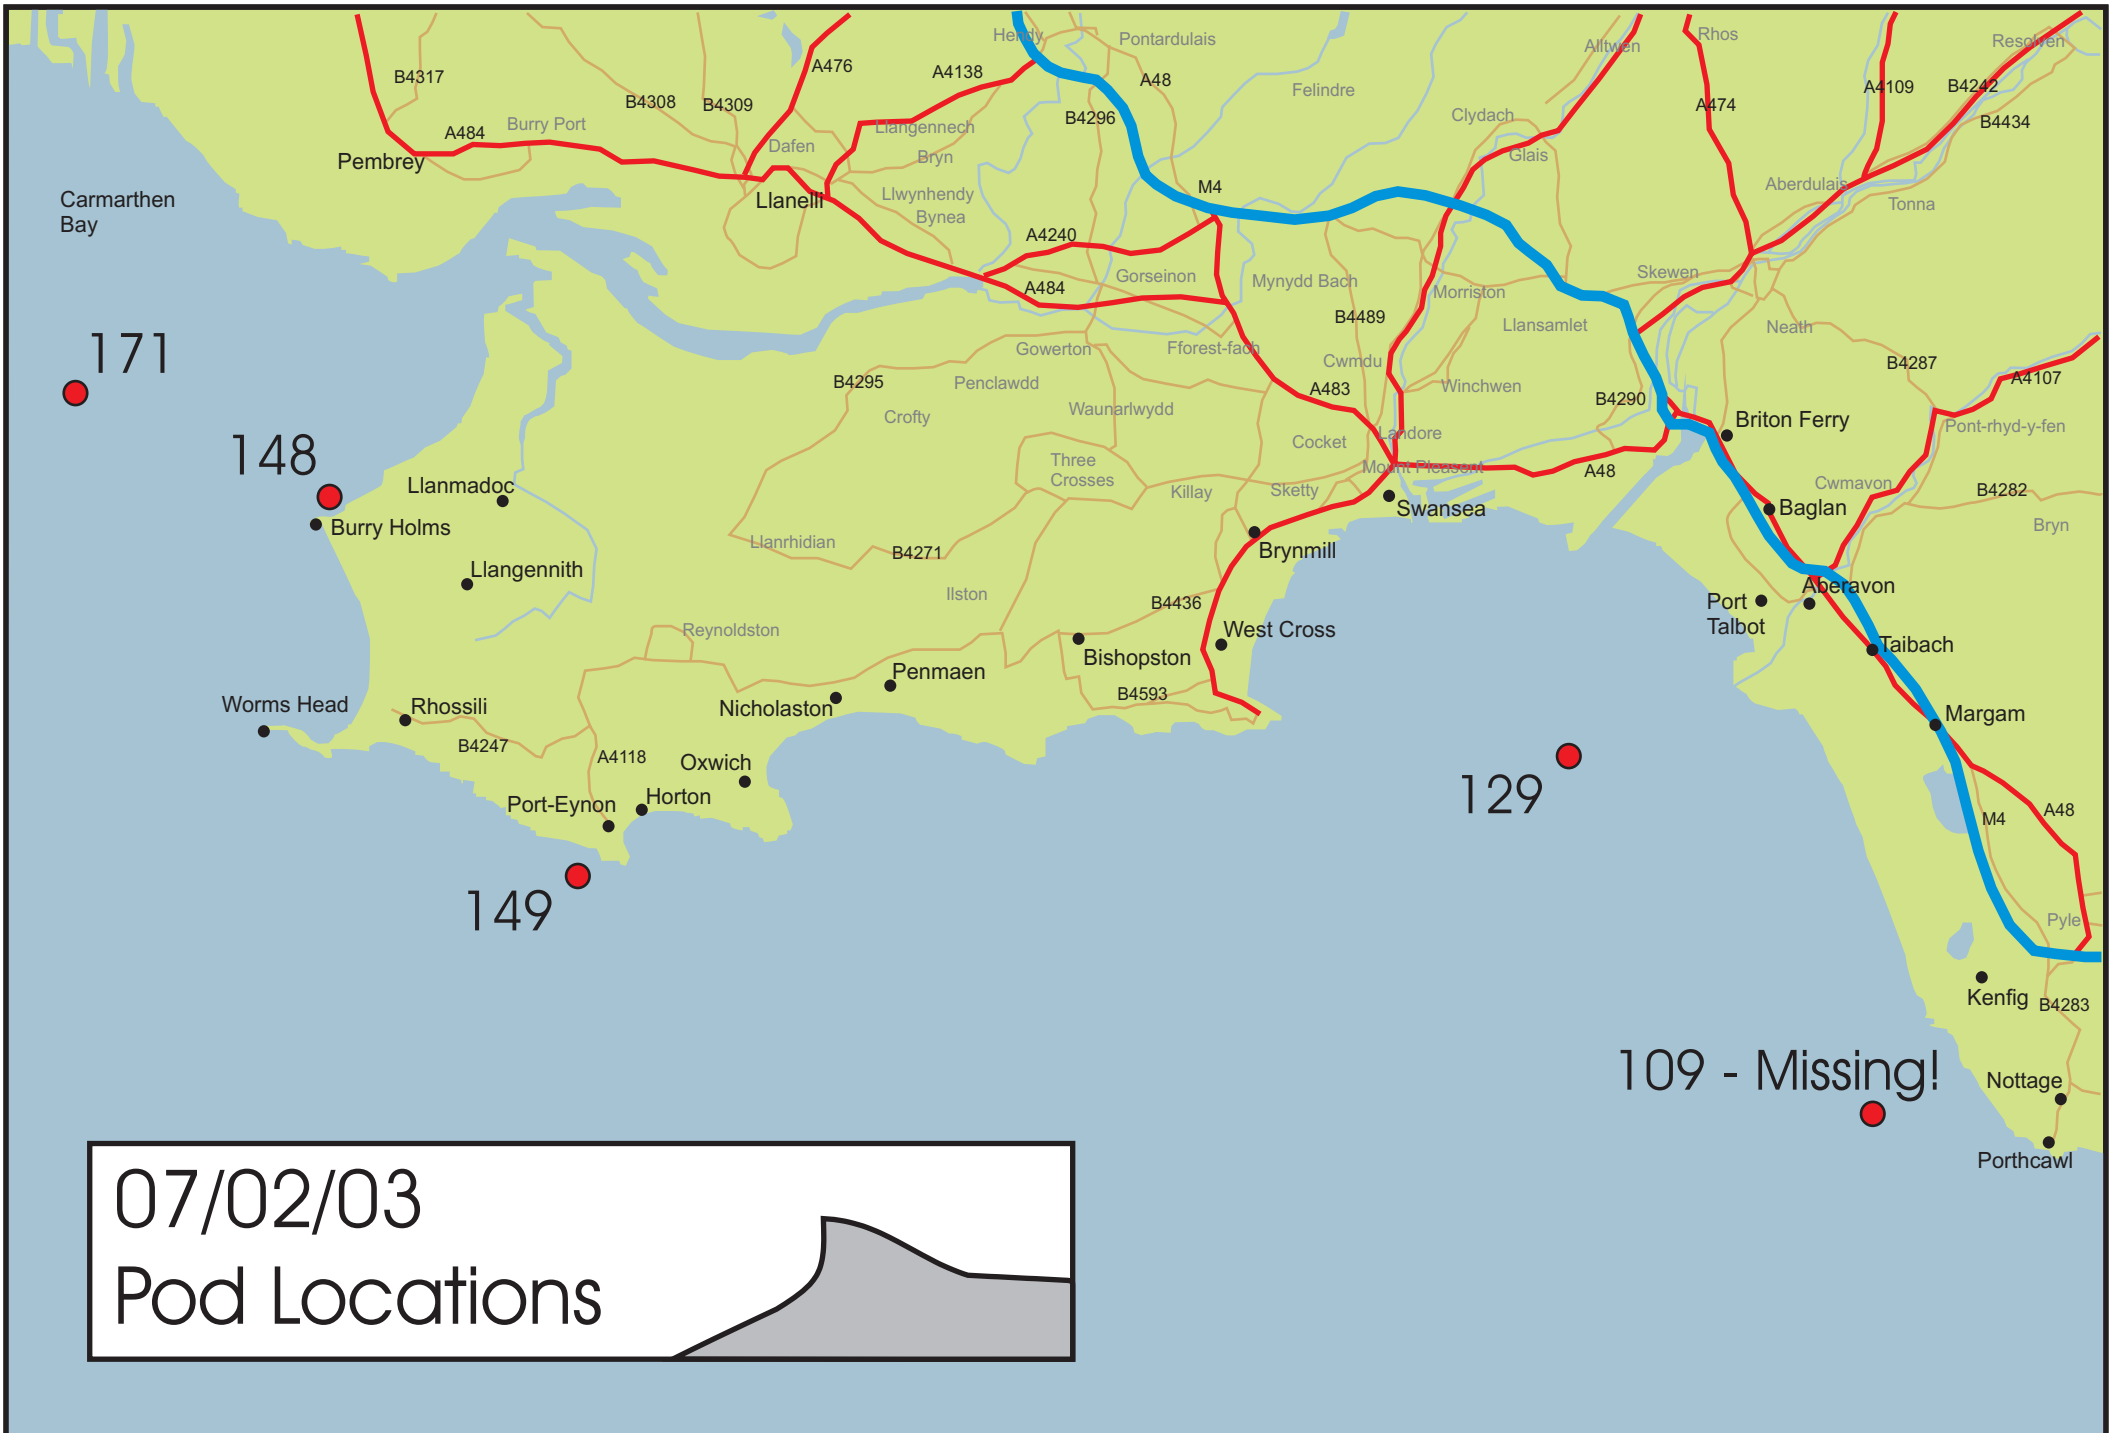 Hendy
Pontardulais
Alltwen
Rhos
Resolven
B4317
A476
A4138
A48
Felindre
A4109
B4242
B4308
B4309
B4296
Clydach
A474
B4434
A484
Burry Port
Llangennech
Dafen
Bryn
Glais
Pembrey
M4
Aberdulais
Carmarthen
Bay
Llanelli
Llwynhendy
Bynea
Tonna
A4240
Gorseinon
A484
Mynydd Bach
Morriston
Skewen
B4489
Llansamlet
Neath
171
Gowerton
Fforest-fach
Cwmdu
B4287
B4295
Penclawdd
A483
Winchwen
B4290
A4107
Crofty
Waunarlwydd
Briton Ferry
Pont-rhyd-y-fen
148
Cocket
Landore
Three
Crosses
Mount Pleasent
A48
Llanmadoc
Killay
Sketty
Cwmavon
B4282
Swansea
Baglan
Burry Holms
Bryn
Llanrhidian
B4271
Brynmill
Llangennith
Ilston
B4436
Aberavon
Port
Talbot
Reynoldston
West Cross
Taibach
Bishopston
Penmaen
Worms Head
Rhossili
Nicholaston
B4593
Margam
B4247
A4118
Oxwich
129
Port-Eynon
Horton
M4
A48
149
Pyle
Kenfig
B4283
109 - Missing!
Nottage
Porthcawl
07/02/03
Pod Locations